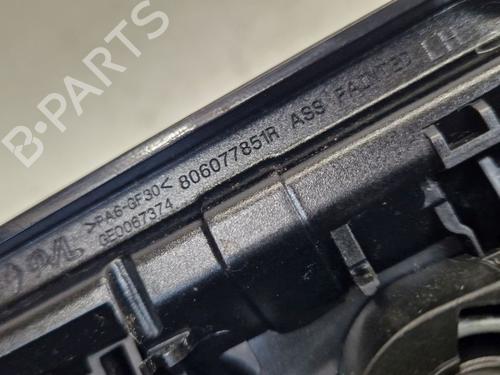 B-Parts
806077851R ASS PAINTED LH
>PA6-GF30<
GE0067374